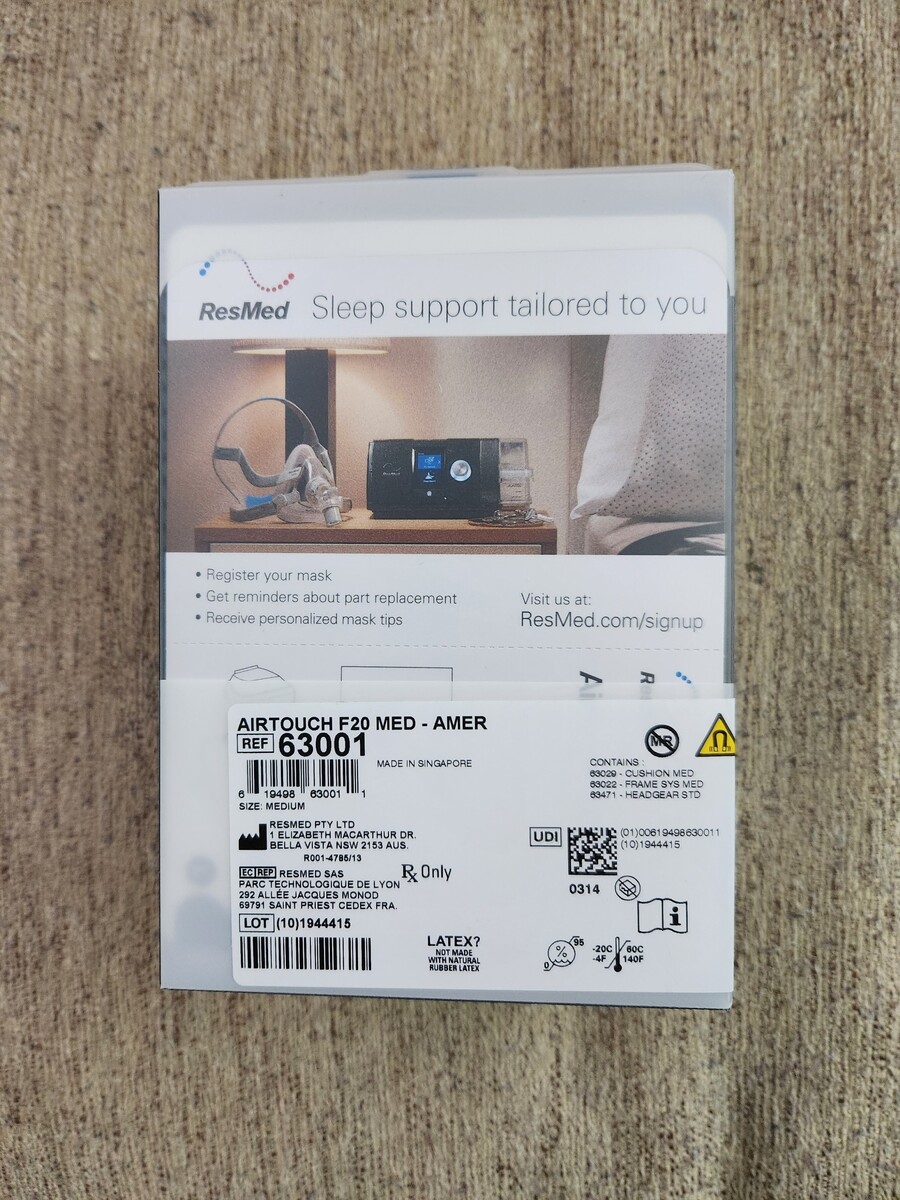 ResMed
Sleep support tailored to you
ResMed
• Register your mask
• Get reminders about part replacement
• Receive personalized mask tips
Visit us at:
ResMed.com/signup
AIRTOUCH F20 MED - AMER
REF 63001
MADE IN SINGAPORE
6 19498 63001 1
SIZE: MEDIUM
MR
CONTAINS :
63029 - CUSHION MED
63022 - FRAME SYS MED
63471 - HEADGEAR STD
RESMED PTY LTD
1 ELIZABETH MACARTHUR DR.
BELLA VISTA NSW 2153 AUS.
R001-4785/13
EC REP RESMED SAS
PARC TECHNOLOGIQUE DE LYON
292 ALLÉE JACQUES MONOD
69791 SAINT PRIEST CEDEX FRA.
Rx Only
UDI
(01)00619498630011
(10)1944415
0314
LOT (10)1944415
LATEX?
NOT MADE
WITH NATURAL
RUBBER LATEX
% 95
0
-20C 60C
-4F 140F
i